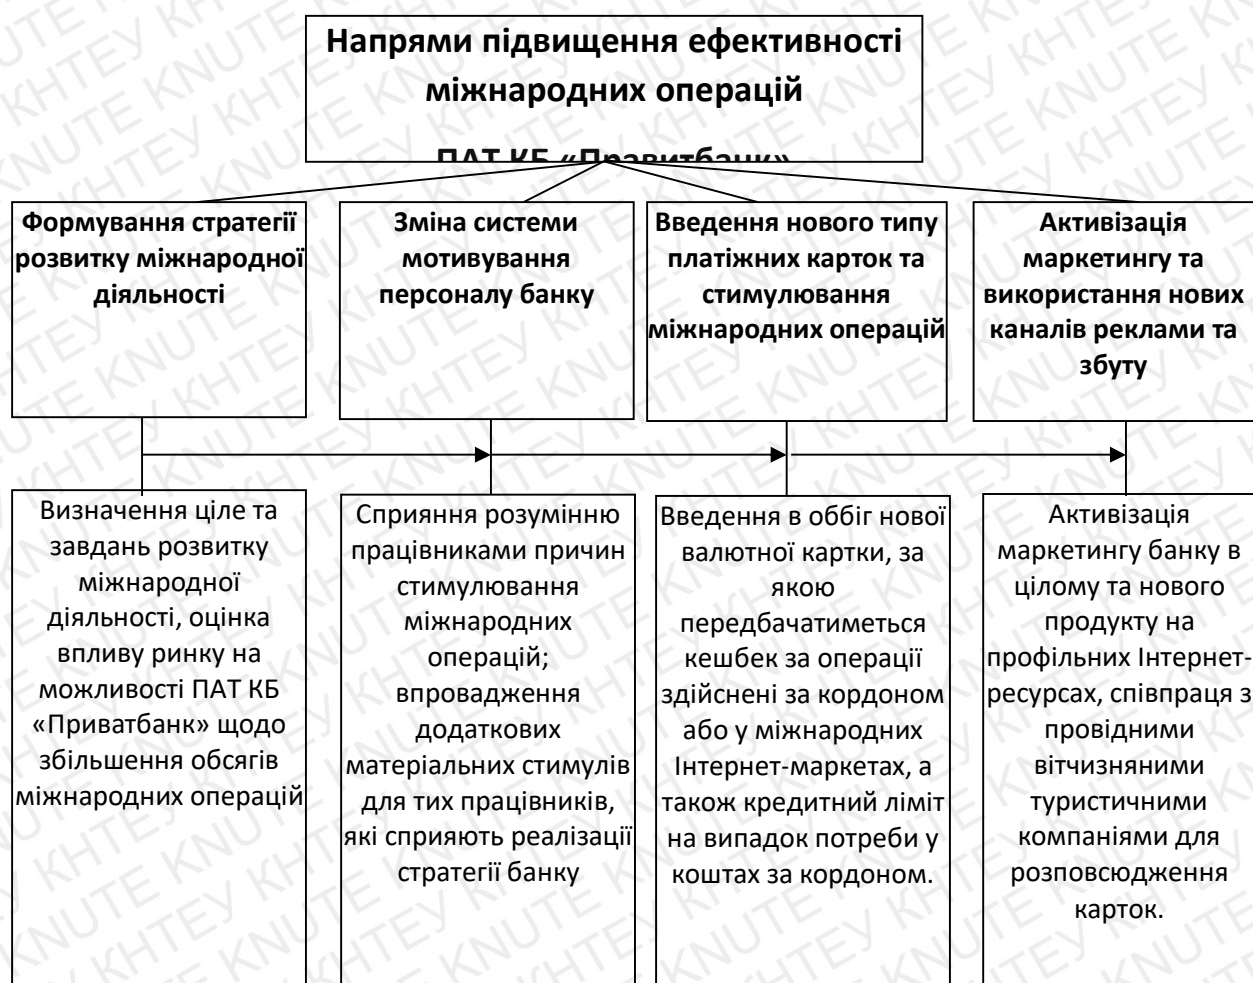 Напрями підвищення ефективності
міжнародних операцій
ПАТ КБ «Правитбанк»
Формування стратегії
розвитку міжнародної
діяльності
Зміна системи
мотивування
персоналу банку
Введення нового типу
платіжних карток та
стимулювання
міжнародних операцій
Активізація
маркетингу та
використання нових
каналів реклами та
збуту
Визначення ціле та
завдань розвитку
міжнародної
діяльності, оцінка
впливу ринку на
можливості ПАТ КБ
«Приватбанк» щодо
збільшення обсягів
міжнародних операцій
Сприяння розумінню
працівниками причин
стимулювання
міжнародних
операцій;
впровадження
додаткових
матеріальних стимулів
для тих працівників,
які сприяють реалізації
стратегії банку
Введення в оббіг нової
валютної картки, за
якою
передбачатиметься
кешбек за операції
здійснені за кордоном
або у міжнародних
Інтернет-маркетах, а
також кредитний ліміт
на випадок потреби у
коштах за кордоном.
Активізація
маркетингу банку в
цілому та нового
продукту на
профільних Інтернет-
ресурсах, співпраця з
провідними
вітчизняними
туристичними
компаніями для
розповсюдження
карток.